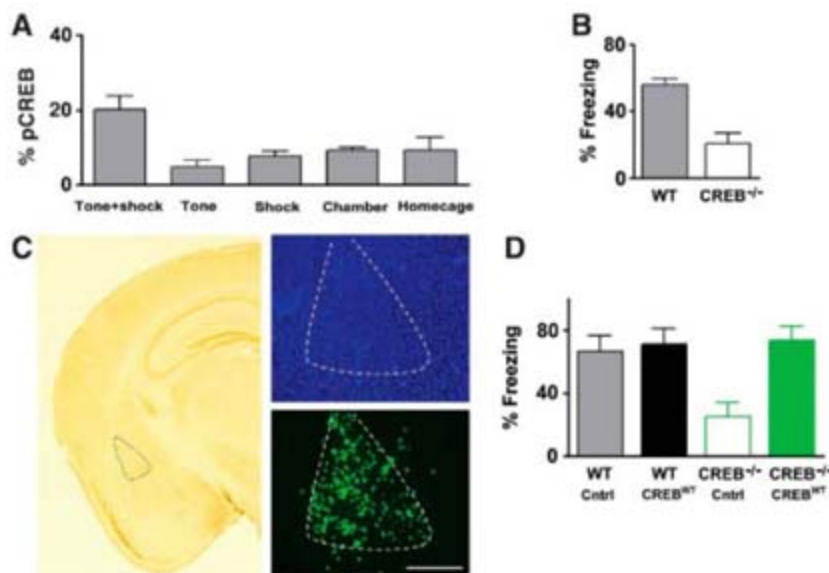 A
% pCREB
40
20
0
Tone+shock Tone Shock Chamber Homecage
B
% Freezing
80
40
0
WT CREB-/-
C
D
% Freezing
80
40
0
WT WT CREB-/- CREB-/-
Cntrl CREBWT Cntrl CREBWT